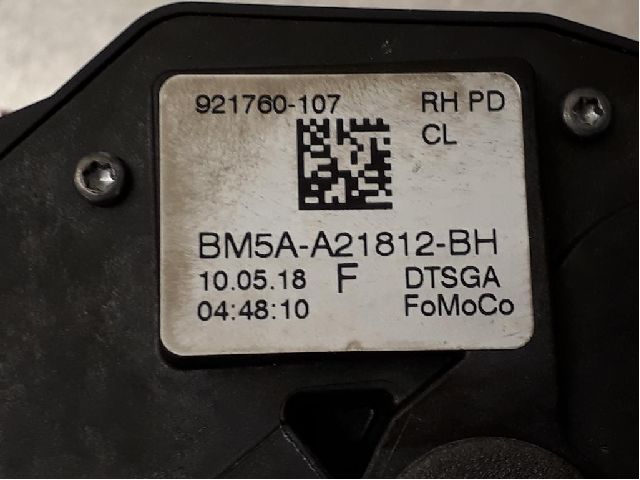 921760-107 RH PD
CL
BM5A-A21812-BH
10.05.18 F DTSGA
04:48:10 FoMoCo